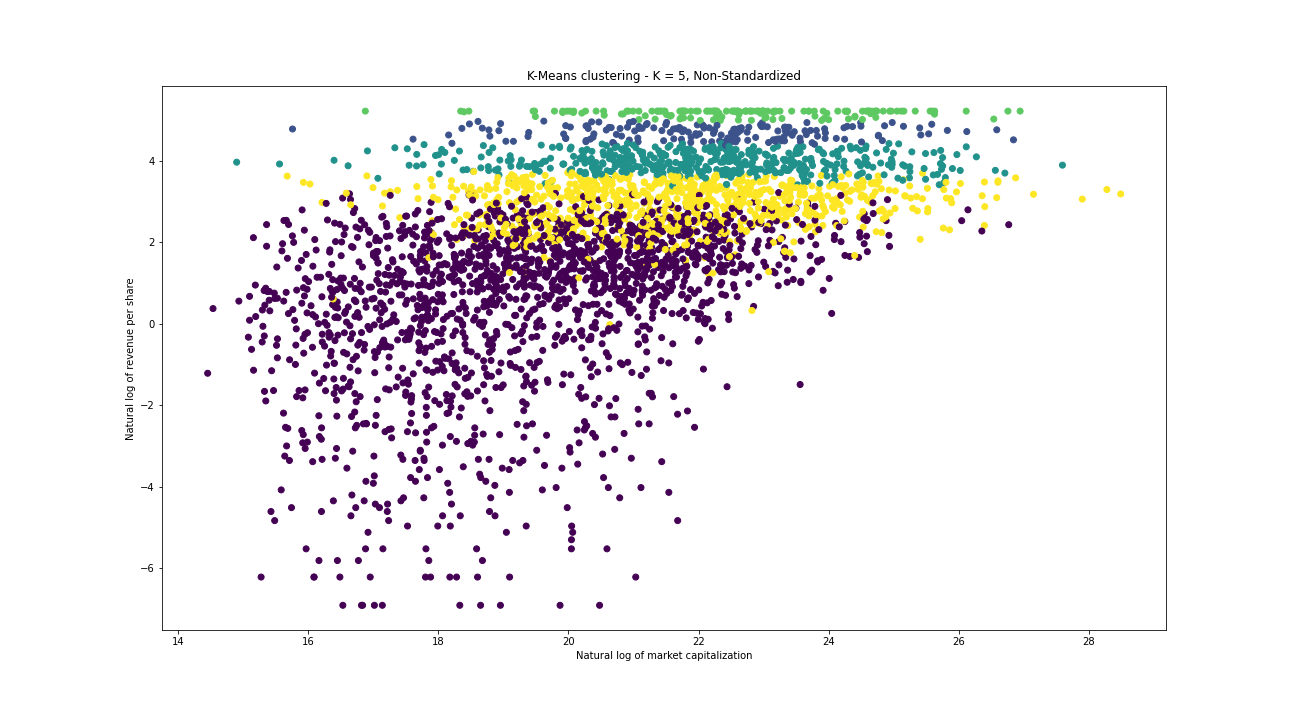 K-Means clustering - K = 5, Non-Standardized
Natural log of revenue per share
4
2
0
−2
−4
−6
14 16 18 20 22 24 26 28
Natural log of market capitalization